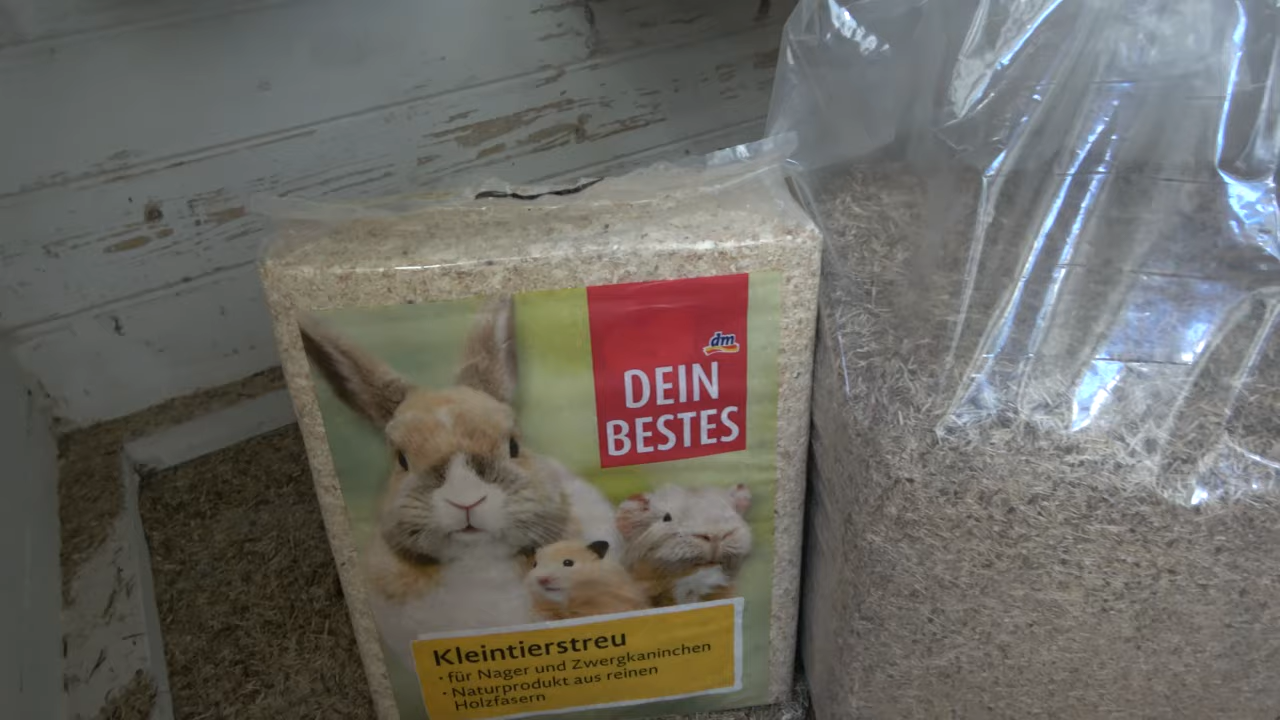 dm
DEIN
BESTES
Kleintierstreu
· für Nager und Zwergkaninchen
· Naturprodukt aus reinen
Holzfasern